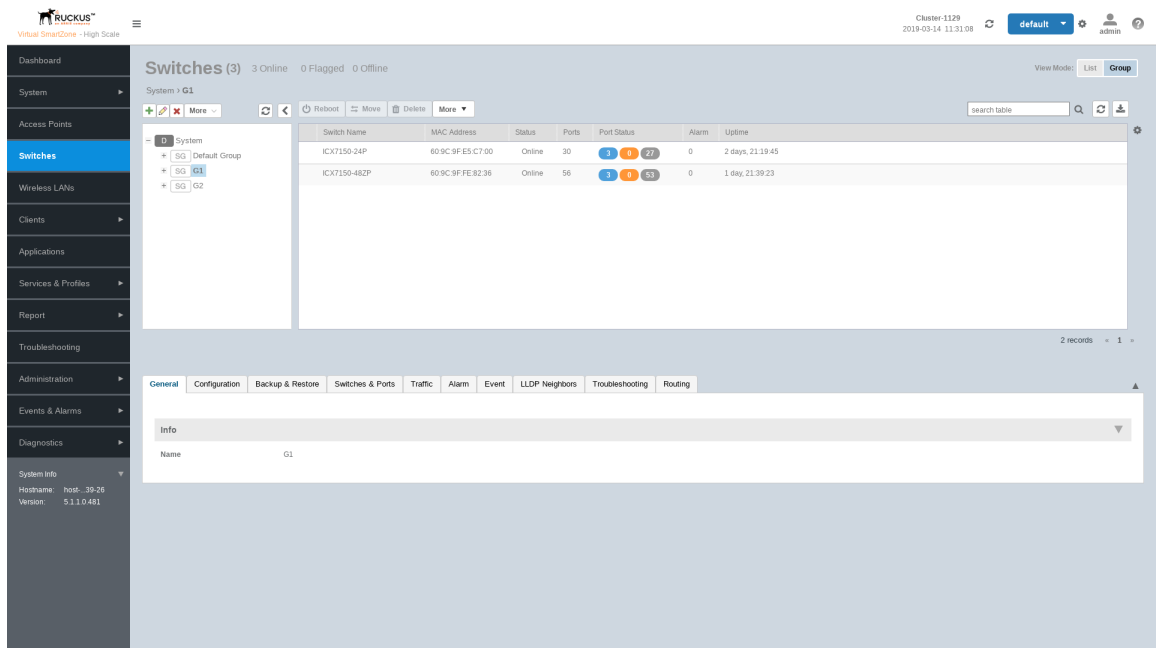 RUCKUS™
Virtual SmartZone - High Scale
Cluster-1129
2019-03-14 11:31:08
default
admin
Dashboard
System
Access Points
Switches
Wireless LANs
Clients
Applications
Services & Profiles
Report
Troubleshooting
Administration
Events & Alarms
Diagnostics
System Info
Hostname: host-...39-26
Version: 5.1.1.0.481
Switches (3) 3 Online 0 Flagged 0 Offline
View Mode: List Group
System › G1
More
Reboot Move Delete More
search table
D System
SG Default Group
SG G1
SG G2
Switch Name MAC Address Status Ports Port Status Alarm Uptime
ICX7150-24P 60:9C:9F:E5:C7:00 Online 30 3 0 27 0 2 days, 21:19:45
ICX7150-48ZP 60:9C:9F:FE:82:36 Online 56 3 0 53 0 1 day, 21:39:23
2 records « 1 »
General Configuration Backup & Restore Switches & Ports Traffic Alarm Event LLDP Neighbors Troubleshooting Routing
Info
Name G1